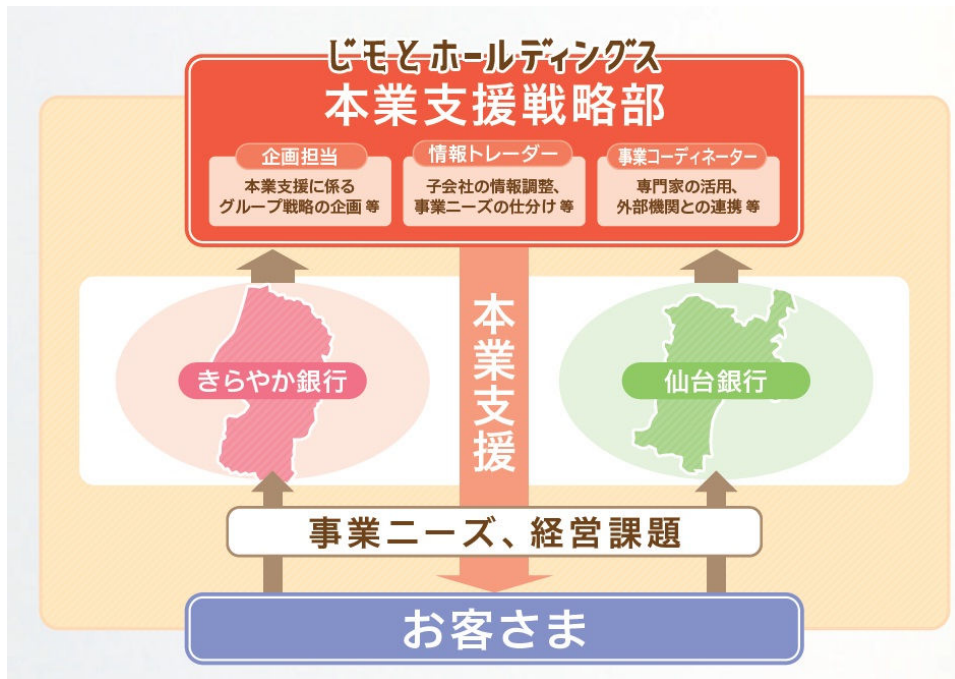 じモとホールディングス
本業支援戦略部
企画担当
本業支援に係る
グループ戦略の企画 等
情報トレーダー
子会社の情報調整、
事業ニーズの仕分け 等
事業コーディネーター
専門家の活用、
外部機関との連携 等
本業支援
きらやか銀行
仙台銀行
事業ニーズ、経営課題
お客さま